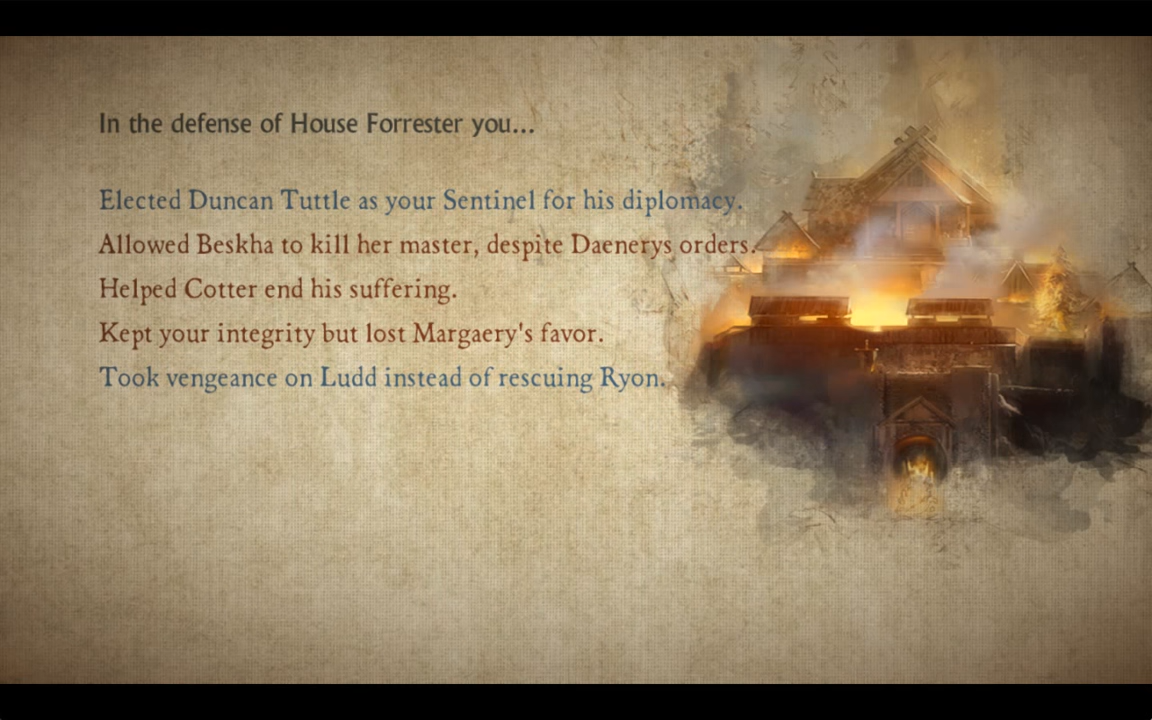 In the defense of House Forrester you...
Elected Duncan Tuttle as your Sentinel for his diplomacy.
Allowed Beskha to kill her master, despite Daenerys orders.
Helped Cotter end his suffering.
Kept your integrity but lost Margaery's favor.
Took vengeance on Ludd instead of rescuing Ryon.